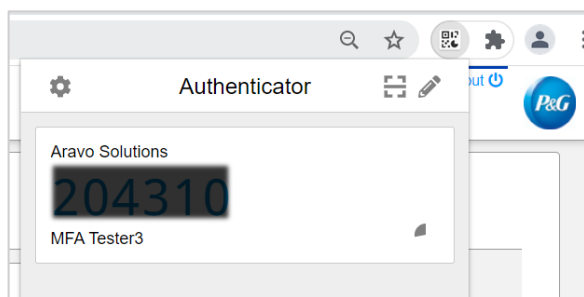 Authenticator
out
P&G
Aravo Solutions
204310
MFA Tester3